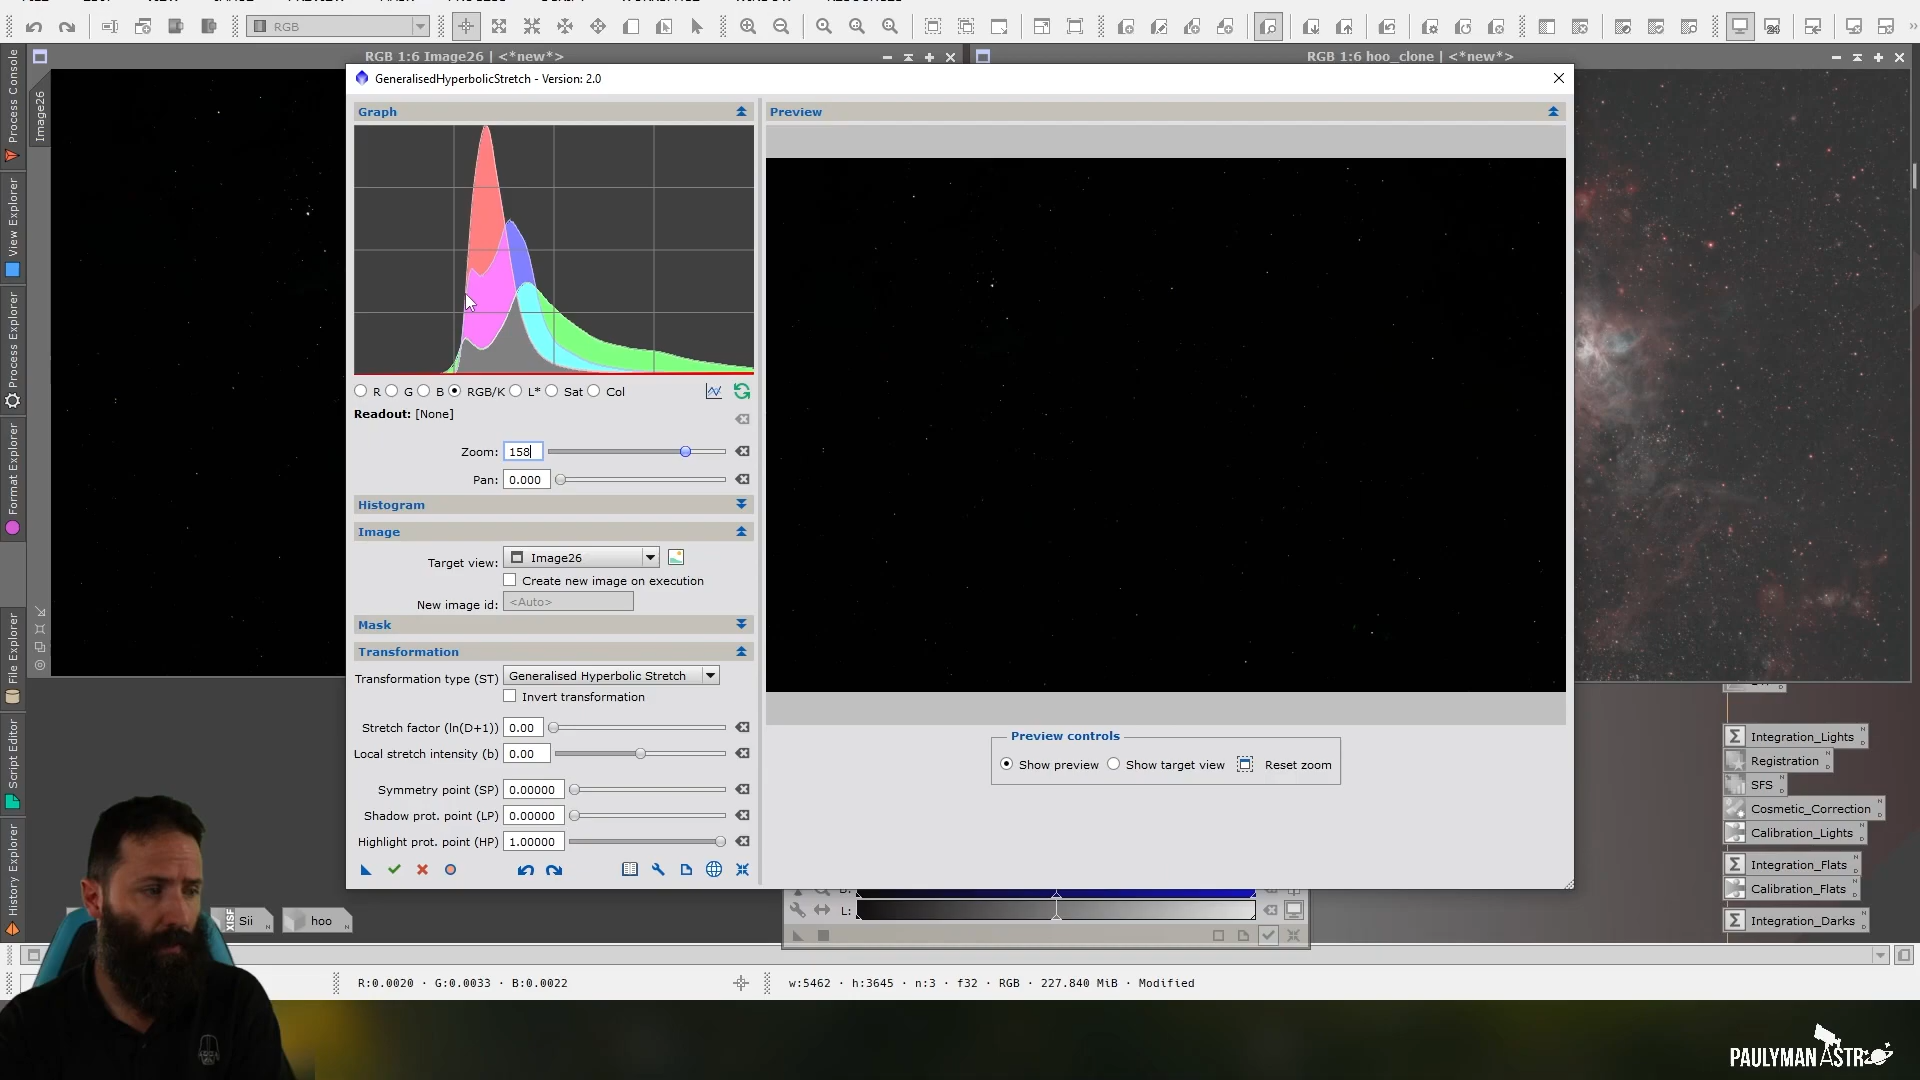 RGB
RGB 1:6 Image26 | <*new*>
RGB 1:6 hoo_clone | <*new*>
Process Console
View Explorer
Process Explorer
Format Explorer
File Explorer
Script Editor
History Explorer
Image26
GeneralisedHyperbolicStretch - Version: 2.0
Graph
Preview
R G B RGB/K L* Sat Col
Readout: [None]
Zoom: 158
Pan: 0.000
Histogram
Image
Target view: Image26
Create new image on execution
New image id: <Auto>
Mask
Transformation
Transformation type (ST) Generalised Hyperbolic Stretch
Invert transformation
Stretch factor (ln(D+1)) 0.00
Local stretch intensity (b) 0.00
Symmetry point (SP) 0.00000
Shadow prot. point (LP) 0.00000
Highlight prot. point (HP) 1.00000
Preview controls
Show preview Show target view Reset zoom
Integration_Lights
Registration
SFS
Cosmetic_Correction
Calibration_Lights
Integration_Flats
Calibration_Flats
Integration_Darks
XISF Sii
hoo
L:
R:0.0020 · G:0.0033 · B:0.0022
w:5462 · h:3645 · n:3 · f32 · RGB · 227.840 MiB · Modified
PAULYMAN ASTRO